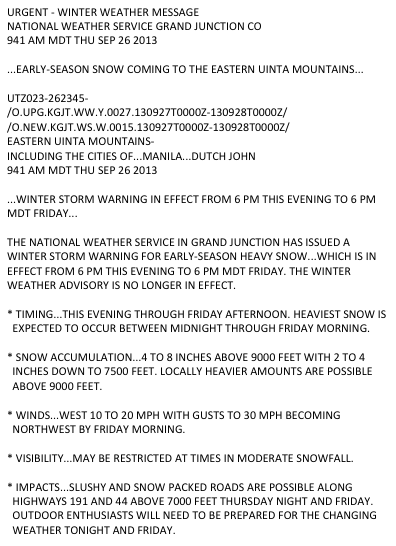 URGENT - WINTER WEATHER MESSAGE
NATIONAL WEATHER SERVICE GRAND JUNCTION CO
941 AM MDT THU SEP 26 2013
...EARLY-SEASON SNOW COMING TO THE EASTERN UINTA MOUNTAINS...
UTZ023-262345-
/O.UPG.KGJT.WW.Y.0027.130927T0000Z-130928T0000Z/
/O.NEW.KGJT.WS.W.0015.130927T0000Z-130928T0000Z/
EASTERN UINTA MOUNTAINS-
INCLUDING THE CITIES OF...MANILA...DUTCH JOHN
941 AM MDT THU SEP 26 2013
...WINTER STORM WARNING IN EFFECT FROM 6 PM THIS EVENING TO 6 PM
MDT FRIDAY...
THE NATIONAL WEATHER SERVICE IN GRAND JUNCTION HAS ISSUED A
WINTER STORM WARNING FOR EARLY-SEASON HEAVY SNOW...WHICH IS IN
EFFECT FROM 6 PM THIS EVENING TO 6 PM MDT FRIDAY. THE WINTER
WEATHER ADVISORY IS NO LONGER IN EFFECT.
* TIMING...THIS EVENING THROUGH FRIDAY AFTERNOON. HEAVIEST SNOW IS
EXPECTED TO OCCUR BETWEEN MIDNIGHT THROUGH FRIDAY MORNING.
* SNOW ACCUMULATION...4 TO 8 INCHES ABOVE 9000 FEET WITH 2 TO 4
INCHES DOWN TO 7500 FEET. LOCALLY HEAVIER AMOUNTS ARE POSSIBLE
ABOVE 9000 FEET.
* WINDS...WEST 10 TO 20 MPH WITH GUSTS TO 30 MPH BECOMING
NORTHWEST BY FRIDAY MORNING.
* VISIBILITY...MAY BE RESTRICTED AT TIMES IN MODERATE SNOWFALL.
* IMPACTS...SLUSHY AND SNOW PACKED ROADS ARE POSSIBLE ALONG
HIGHWAYS 191 AND 44 ABOVE 7000 FEET THURSDAY NIGHT AND FRIDAY.
OUTDOOR ENTHUSIASTS WILL NEED TO BE PREPARED FOR THE CHANGING
WEATHER TONIGHT AND FRIDAY.